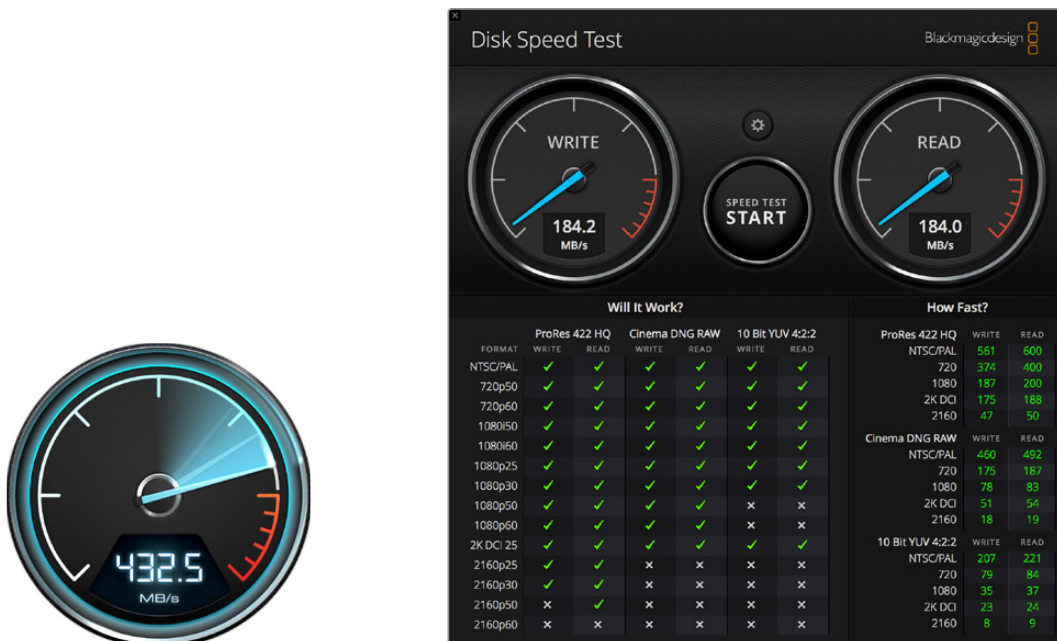 Disk Speed Test
Blackmagicdesign
WRITE
184.2
MB/s
SPEED TEST
START
READ
184.0
MB/s
432.5
MB/s
Will It Work?
ProRes 422 HQ Cinema DNG RAW 10 Bit YUV 4:2:2
FORMAT WRITE READ WRITE READ WRITE READ
NTSC/PAL ✓ ✓ ✓ ✓ ✓ ✓
720p50 ✓ ✓ ✓ ✓ ✓ ✓
720p60 ✓ ✓ ✓ ✓ ✓ ✓
1080i50 ✓ ✓ ✓ ✓ ✓ ✓
1080i60 ✓ ✓ ✓ ✓ ✓ ✓
1080p25 ✓ ✓ ✓ ✓ ✓ ✓
1080p30 ✓ ✓ ✓ ✓ ✓ ✓
1080p50 ✓ ✓ ✓ ✓ × ×
1080p60 ✓ ✓ ✓ ✓ × ×
2K DCI 25 ✓ ✓ ✓ ✓ ✓ ✓
2160p25 ✓ ✓ × × × ×
2160p30 ✓ ✓ × × × ×
2160p50 × ✓ × × × ×
2160p60 × × × × × ×
How Fast?
ProRes 422 HQ WRITE READ
NTSC/PAL 561 600
720 374 400
1080 187 200
2K DCI 175 188
2160 47 50
Cinema DNG RAW WRITE READ
NTSC/PAL 460 492
720 175 187
1080 78 83
2K DCI 51 54
2160 18 19
10 Bit YUV 4:2:2 WRITE READ
NTSC/PAL 207 221
720 79 84
1080 35 37
2K DCI 23 24
2160 8 9